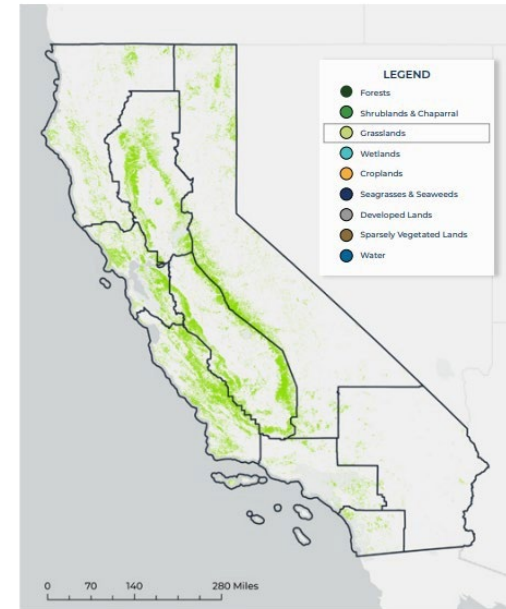 LEGEND
Forests
Shrublands & Chaparral
Grasslands
Wetlands
Croplands
Seagrasses & Seaweeds
Developed Lands
Sparsely Vegetated Lands
Water
0 70 140 280 Miles